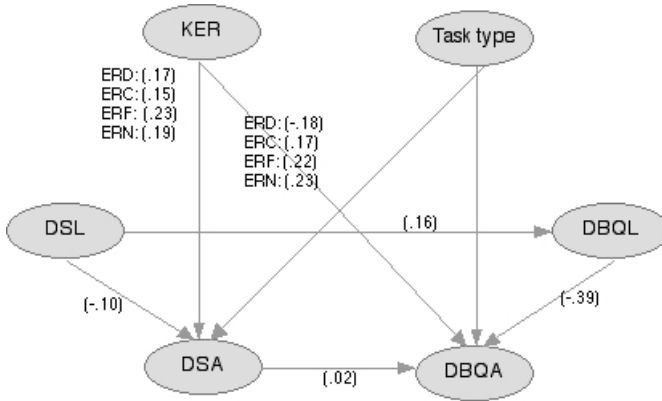 KER
Task type
ERD: (.17)
ERC: (.15)
ERF: (.23)
ERN: (.19)
ERD: (-.18)
ERC: (.17)
ERF: (.22)
ERN: (.23)
DSL
(.16)
DBQL
(-.10)
(-.39)
DSA
(.02)
DBQA